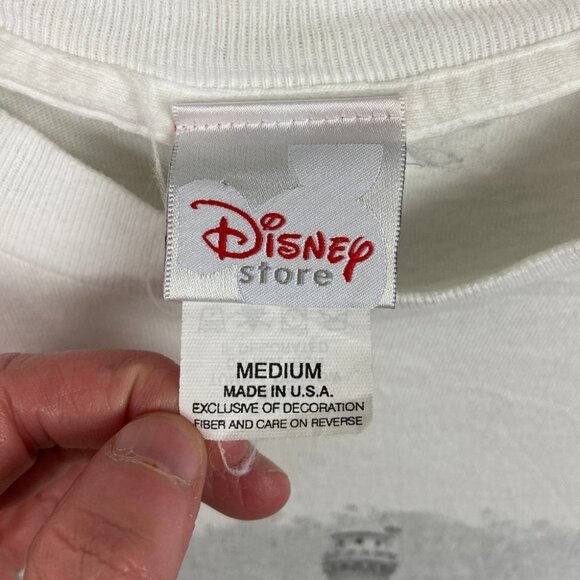 Disney
store
MEDIUM
MADE IN U.S.A.
EXCLUSIVE OF DECORATION
FIBER AND CARE ON REVERSE